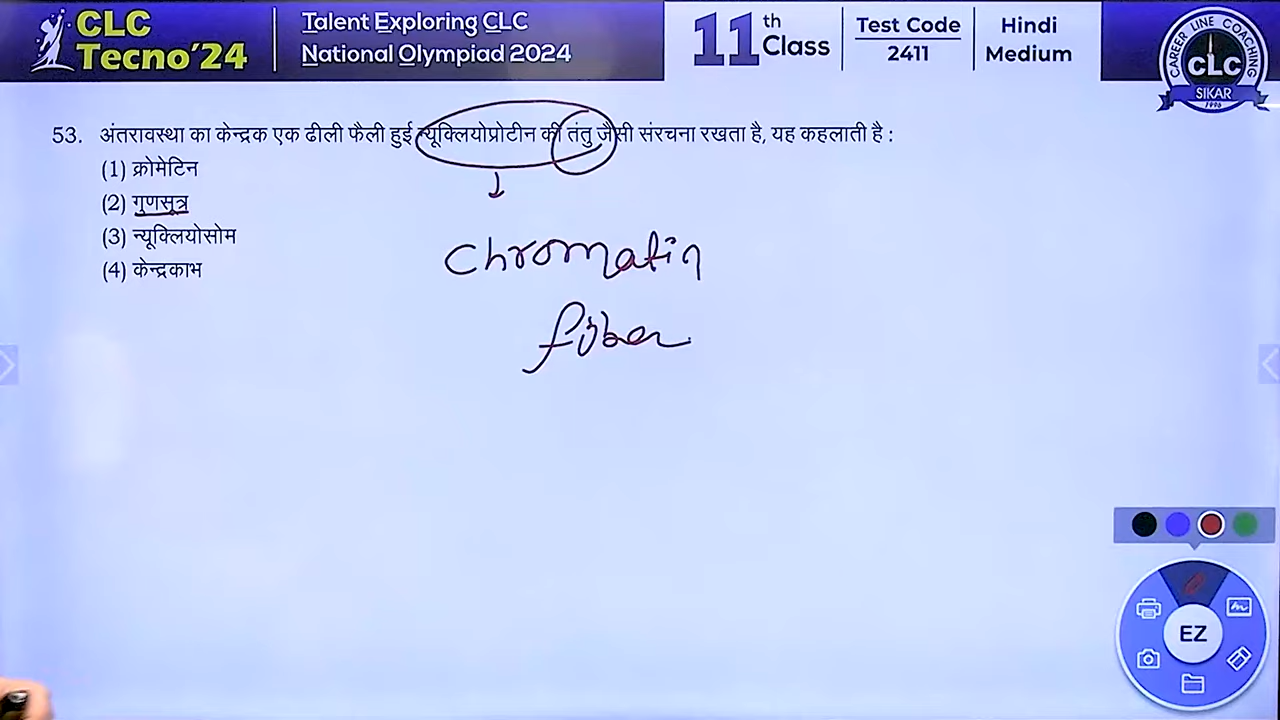 CLC
Tecno'24
Talent Exploring CLC
National Olympiad 2024
11th Class
Test Code
2411
Hindi
Medium
CAREER LINE COACHING
CLC
SIKAR
1996
53. अंतरावस्था का केन्द्रक एक ढीली फैली हुई न्यूक्लियोप्रोटीन की तंतु जैसी संरचना रखता है, यह कहलाती है :
(1) क्रोमेटिन
(2) गुणसूत्र
(3) न्यूक्लियोसोम
(4) केन्द्रकाभ
Chromatin
fiber
EZ